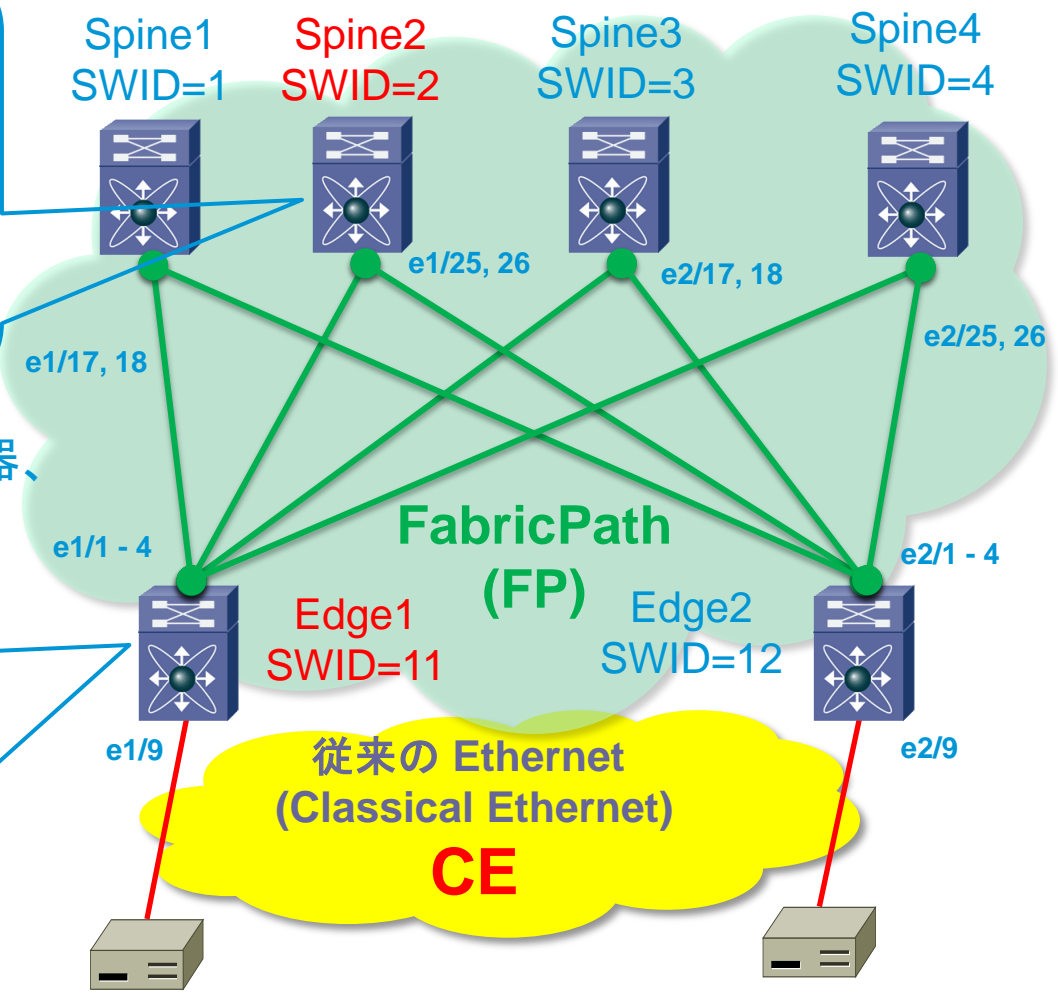 Spine1
SWID=1
Spine2
SWID=2
Spine3
SWID=3
Spine4
SWID=4
e1/25, 26
e2/17, 18
e1/17, 18
e2/25, 26
器、
e1/1 - 4
FabricPath
(FP)
e2/1 - 4
Edge1
SWID=11
Edge2
SWID=12
e1/9
従来の Ethernet
(Classical Ethernet)
CE
e2/9